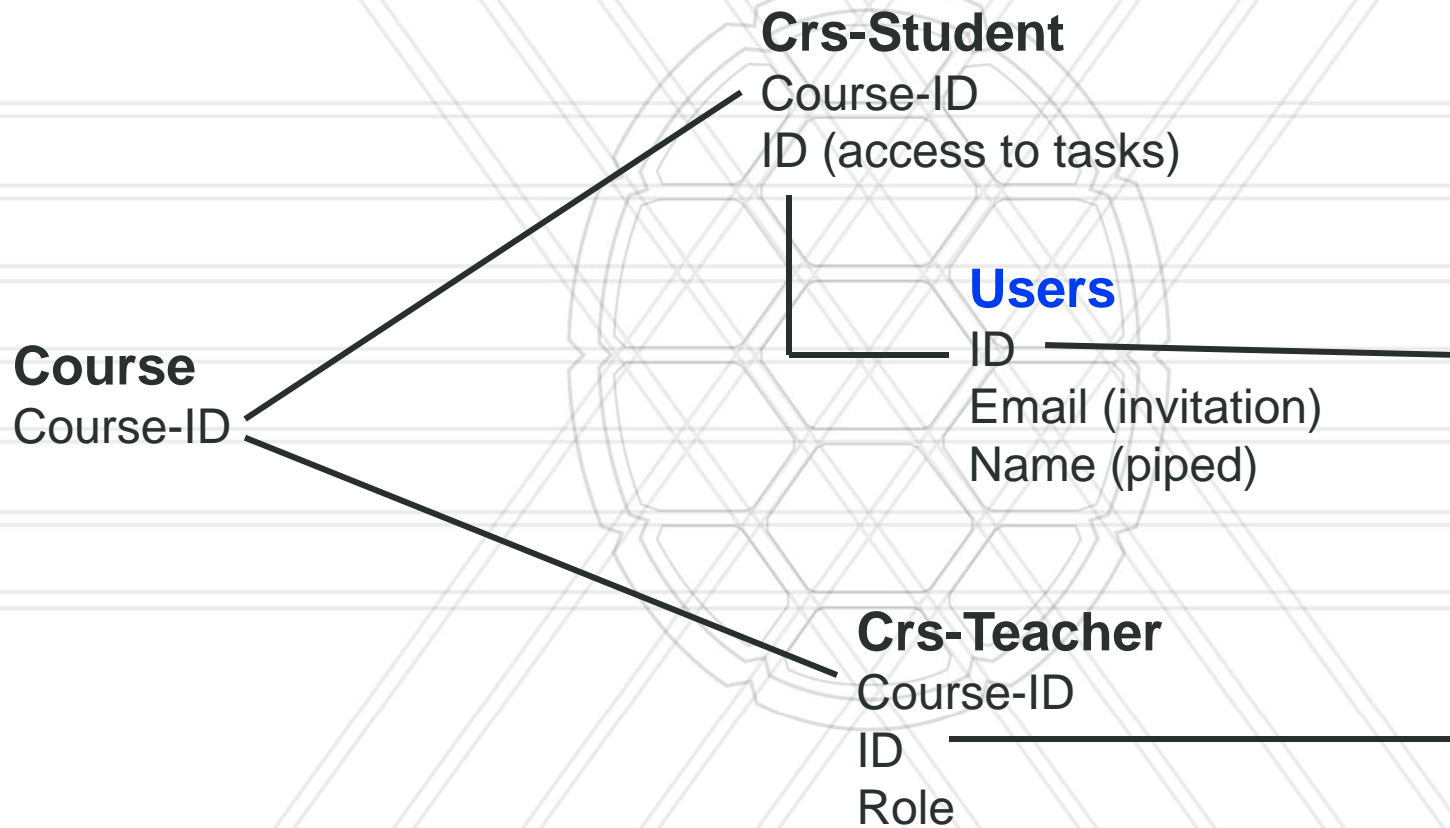 Crs-Student
Course-ID
ID (access to tasks)
Users
ID
Email (invitation)
Name (piped)
Course
Course-ID
Crs-Teacher
Course-ID
ID
Role